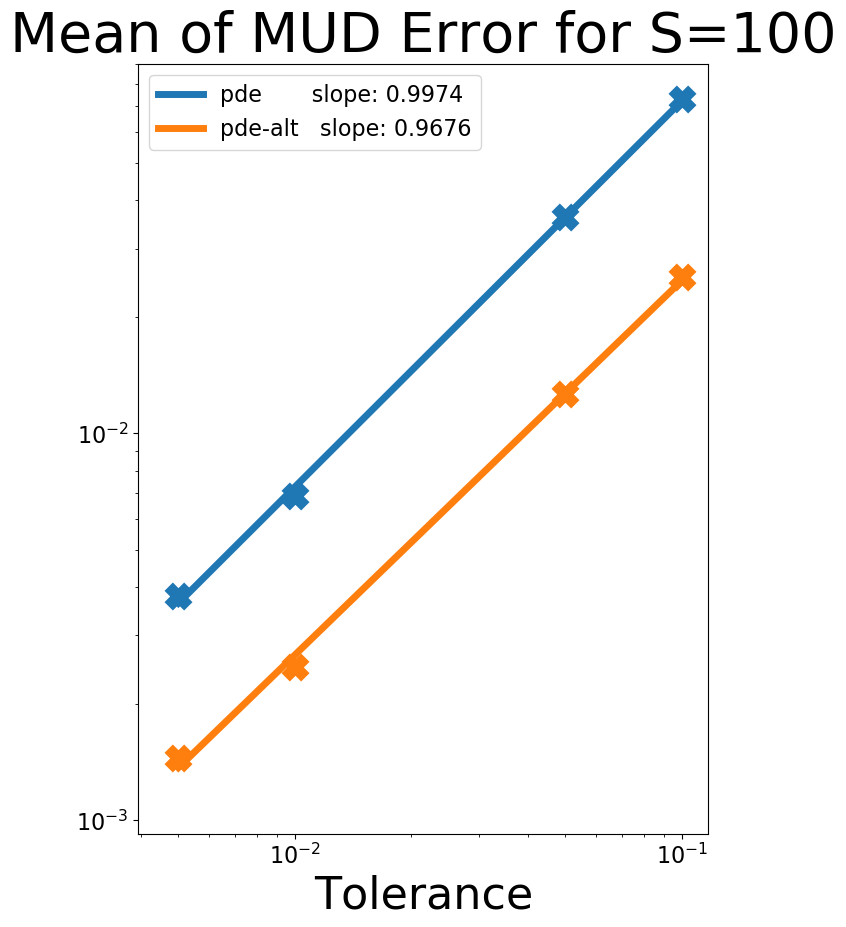 Mean of MUD Error for S=100
pde slope: 0.9974
pde-alt slope: 0.9676
10⁻²
10⁻³
10⁻² 10⁻¹
Tolerance